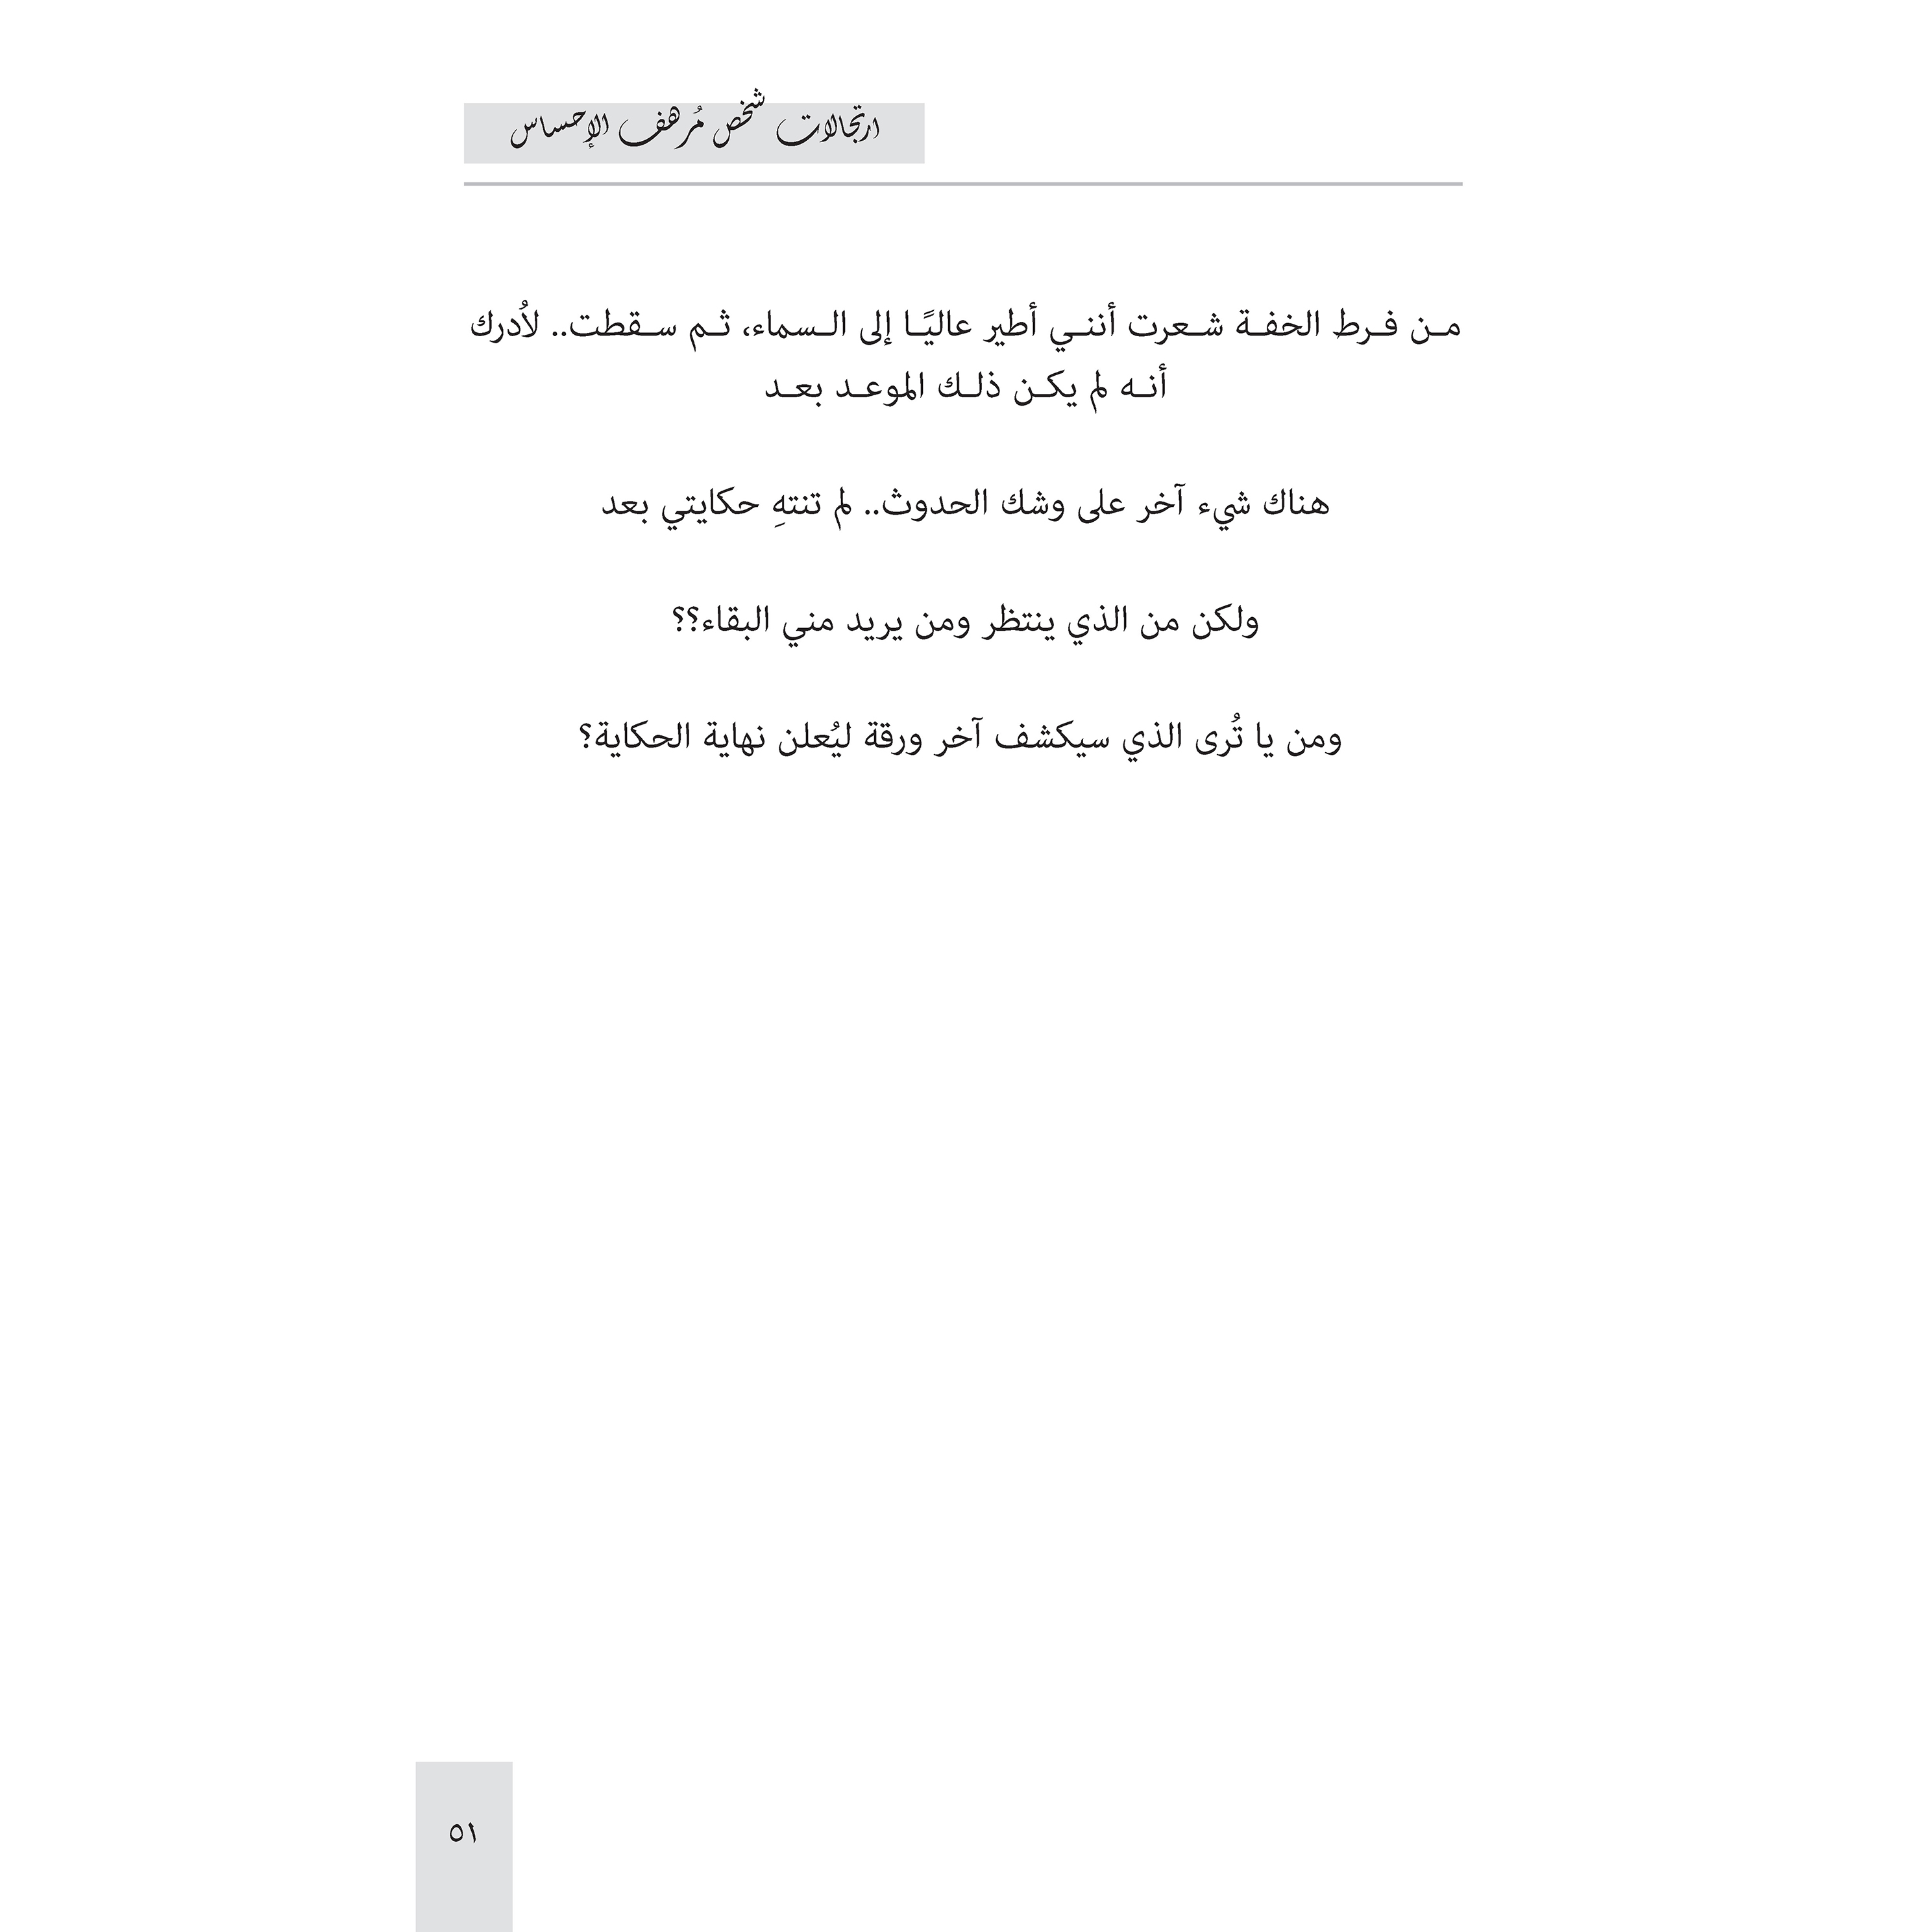 ارتجالات شخص مُرهف الإحساس
من فرط الخفة شعرت أنني أطير عاليًا إلى السماء، ثم سقطت.. لأُدرك
أنه لم يكن ذلك الموعد بعد
هناك شيء آخر على وشك الحدوث.. لم تنتهِ حكايتي بعد
ولكن من الذي ينتظر ومن يريد مني البقاء؟؟
ومن يا تُرى الذي سيكشف آخر ورقة ليُعلن نهاية الحكاية؟
٥١